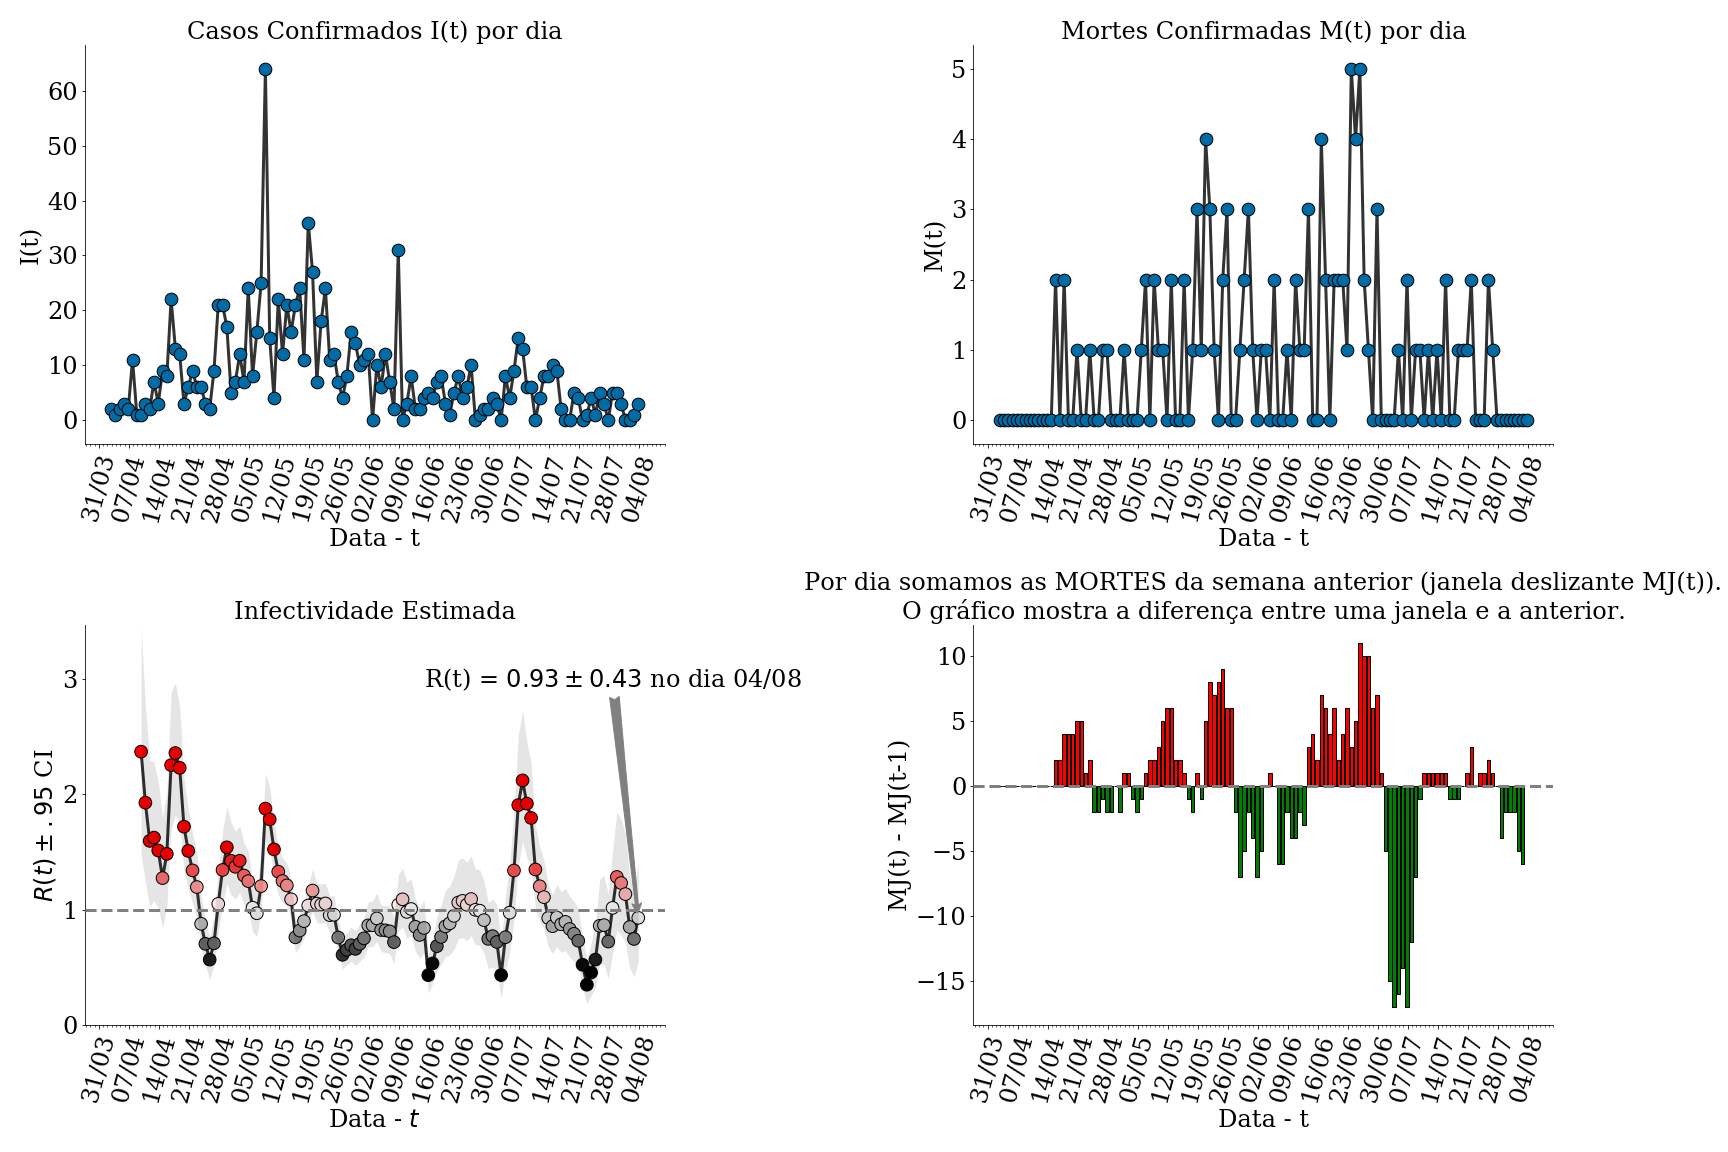 Casos Confirmados I(t) por dia
I(t)
60
50
40
30
20
10
0
31/03 07/04 14/04 21/04 28/04 05/05 12/05 19/05 26/05 02/06 09/06 16/06 23/06 30/06 07/07 14/07 21/07 28/07 04/08
Data - t
Mortes Confirmadas M(t) por dia
M(t)
5
4
3
2
1
0
31/03 07/04 14/04 21/04 28/04 05/05 12/05 19/05 26/05 02/06 09/06 16/06 23/06 30/06 07/07 14/07 21/07 28/07 04/08
Data - t
Infectividade Estimada
R(t) = 0.93 ± 0.43 no dia 04/08
R(t) ± .95 CI
3
2
1
0
31/03 07/04 14/04 21/04 28/04 05/05 12/05 19/05 26/05 02/06 09/06 16/06 23/06 30/06 07/07 14/07 21/07 28/07 04/08
Data - t
Por dia somamos as MORTES da semana anterior (janela deslizante MJ(t)).
O gráfico mostra a diferença entre uma janela e a anterior.
MJ(t) - MJ(t-1)
10
5
0
−5
−10
−15
31/03 07/04 14/04 21/04 28/04 05/05 12/05 19/05 26/05 02/06 09/06 16/06 23/06 30/06 07/07 14/07 21/07 28/07 04/08
Data - t